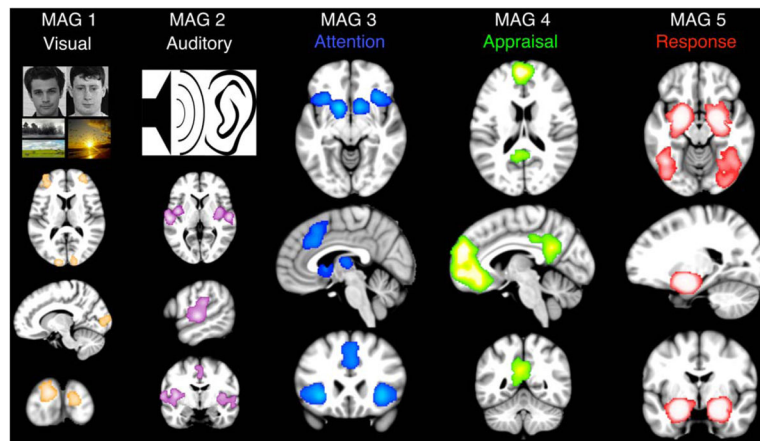 MAG 1
Visual
MAG 2
Auditory
MAG 3
Attention
MAG 4
Appraisal
MAG 5
Response